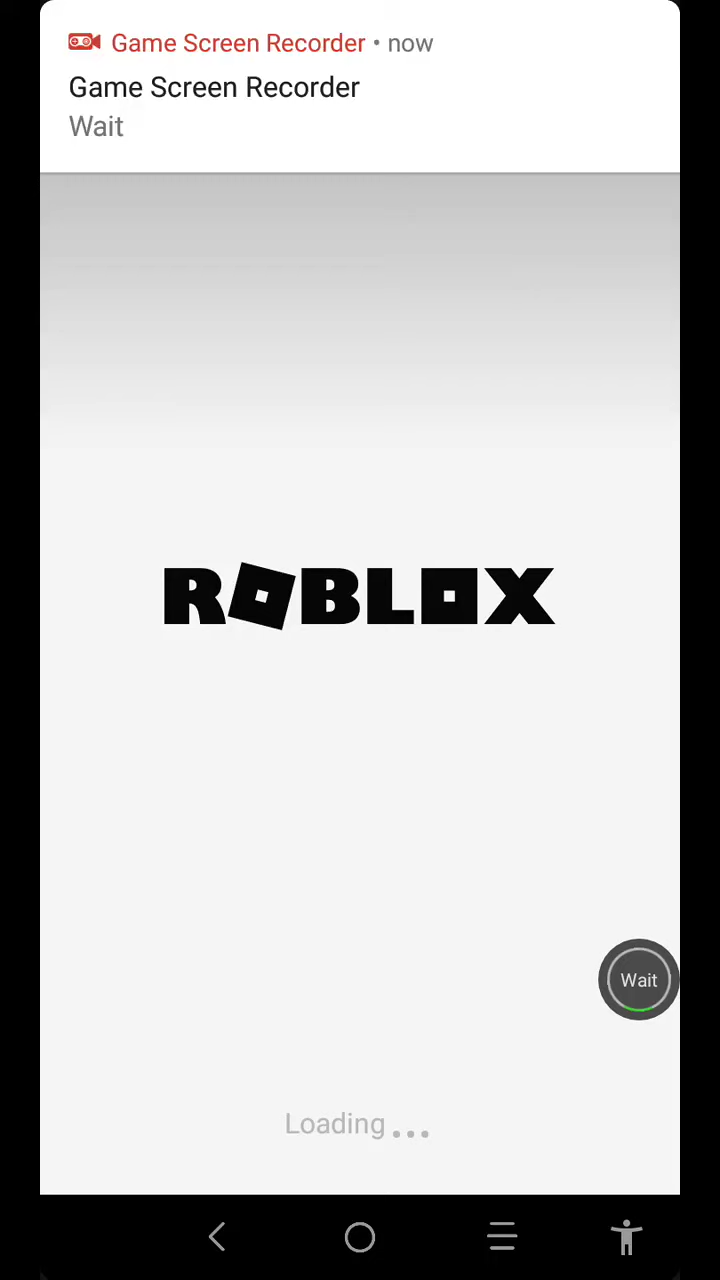 Game Screen Recorder • now
Game Screen Recorder
Wait
ROBLOX
Wait
Loading...